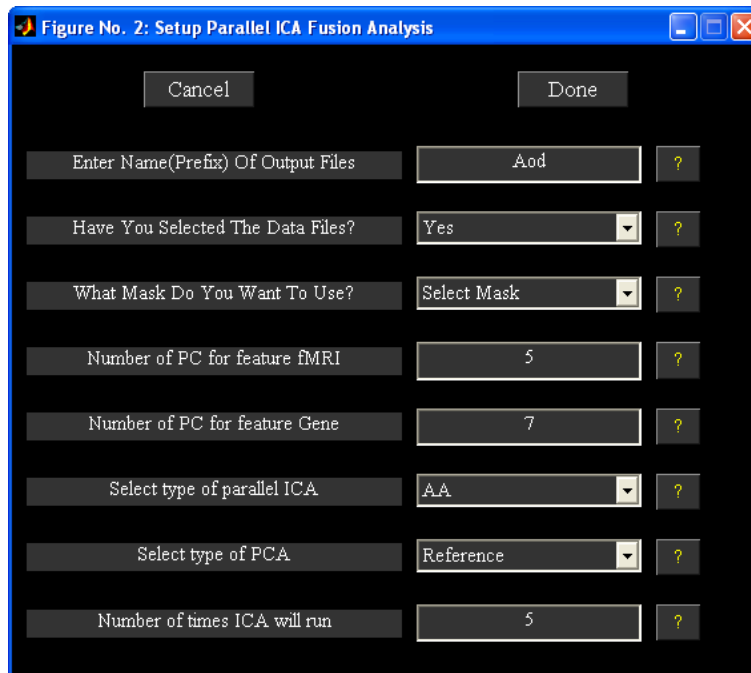 Figure No. 2: Setup Parallel ICA Fusion Analysis
Cancel Done
Enter Name(Prefix) Of Output Files Aod ?
Have You Selected The Data Files? Yes ?
What Mask Do You Want To Use? Select Mask ?
Number of PC for feature fMRI 5 ?
Number of PC for feature Gene 7 ?
Select type of parallel ICA AA ?
Select type of PCA Reference ?
Number of times ICA will run 5 ?